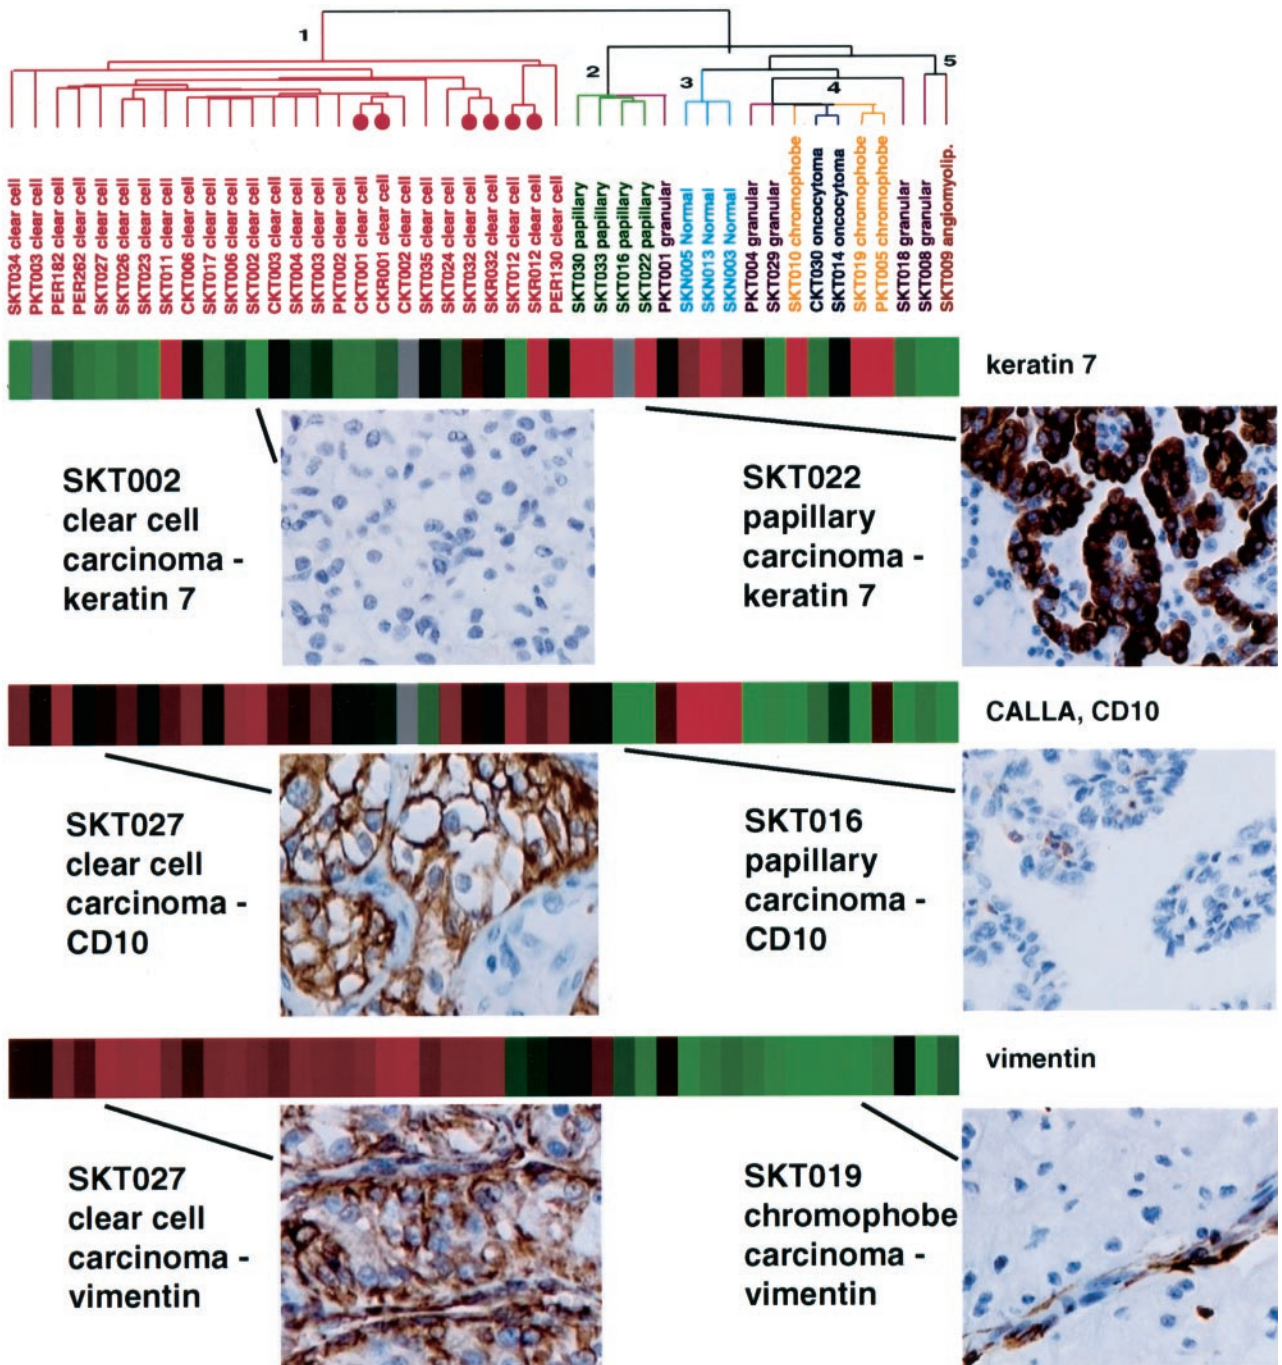 1
2
3
4
5
SKT034 clear cell
PKT003 clear cell
PER182 clear cell
PER262 clear cell
SKT027 clear cell
SKT026 clear cell
SKT023 clear cell
SKT011 clear cell
CKT006 clear cell
SKT017 clear cell
SKT006 clear cell
SKT002 clear cell
CKT003 clear cell
SKT004 clear cell
SKT003 clear cell
PKT002 clear cell
CKT001 clear cell
CKR001 clear cell
CKT002 clear cell
SKT035 clear cell
SKT024 clear cell
SKT032 clear cell
SKR032 clear cell
SKT012 clear cell
SKR012 clear cell
PER130 clear cell
SKT030 papillary
SKT033 papillary
SKT016 papillary
SKT022 papillary
PKT001 granular
SKN005 Normal
SKN013 Normal
SKN003 Normal
PKT004 granular
SKT029 granular
SKT010 chromophobe
CKT030 oncocytoma
SKT014 oncocytoma
SKT019 chromophobe
PKT005 chromophobe
SKT018 granular
SKT008 granular
SKT009 angiomyolip.
keratin 7
SKT002
clear cell
carcinoma -
keratin 7
SKT022
papillary
carcinoma -
keratin 7
CALLA, CD10
SKT027
clear cell
carcinoma -
CD10
SKT016
papillary
carcinoma -
CD10
vimentin
SKT027
clear cell
carcinoma -
vimentin
SKT019
chromophobe
carcinoma -
vimentin